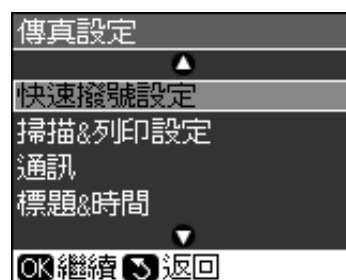 傳真設定
快速撥號設定
掃描&列印設定
通訊
標題&時間
OK繼續 返回